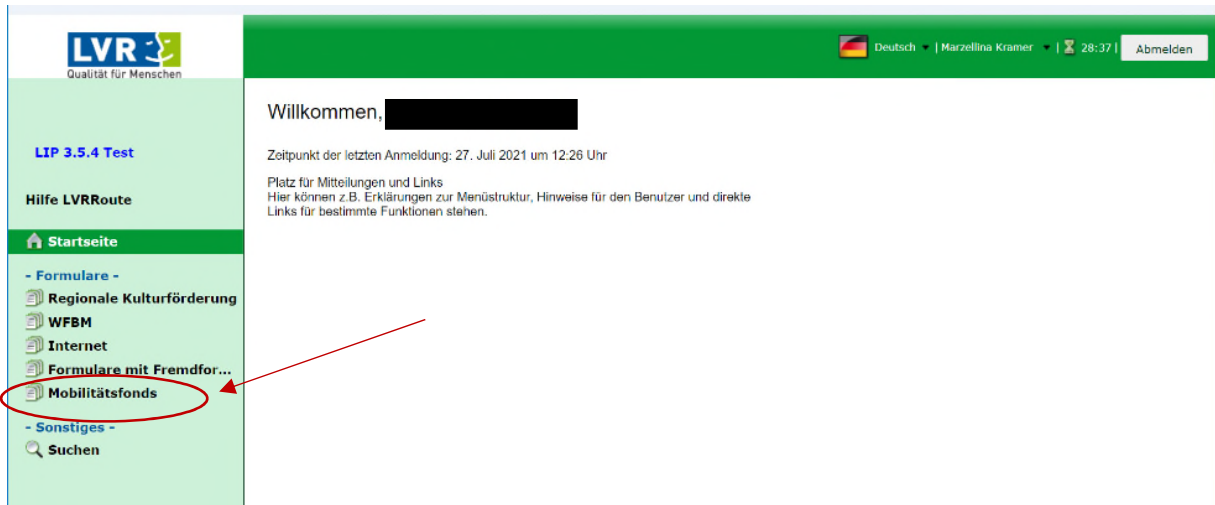 LVR
Qualität für Menschen
Deutsch | Marzellina Kramer | 28:37 | Abmelden
LIP 3.5.4 Test
Hilfe LVRRoute
Startseite
- Formulare -
Regionale Kulturförderung
WFBM
Internet
Formulare mit Fremdfor...
Mobilitätsfonds
- Sonstiges -
Suchen
Willkommen,
Zeitpunkt der letzten Anmeldung: 27. Juli 2021 um 12:26 Uhr
Platz für Mitteilungen und Links
Hier können z.B. Erklärungen zur Menüstruktur, Hinweise für den Benutzer und direkte
Links für bestimmte Funktionen stehen.